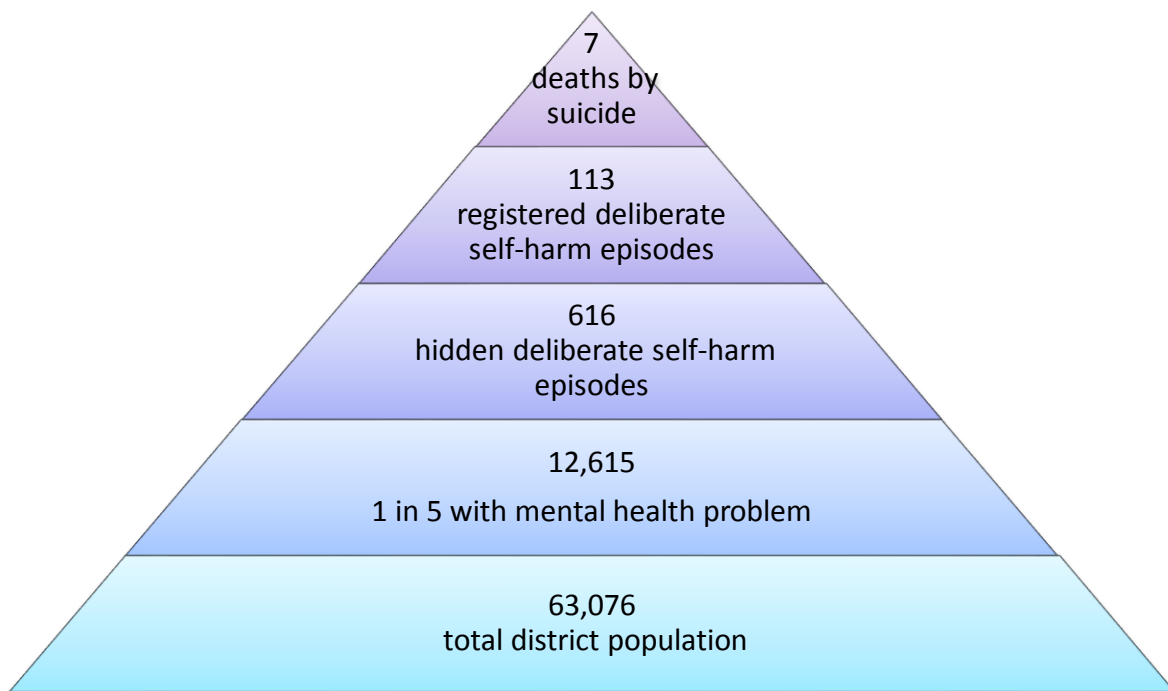 7
deaths by
suicide
113
registered deliberate
self-harm episodes
616
hidden deliberate self-harm
episodes
12,615
1 in 5 with mental health problem
63,076
total district population